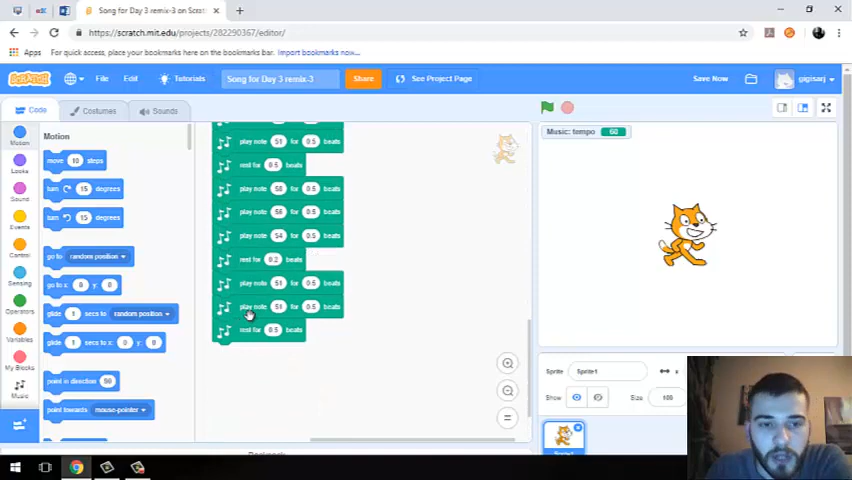 Song for Day 3 remix-3 on Scratch
https://scratch.mit.edu/projects/282290367/editor/
Apps For quick access, place your bookmarks here on the bookmarks bar. Import bookmarks now...
SCRATCH File Edit Tutorials Song for Day 3 remix-3 Share See Project Page Save Now gigisarj
Code Costumes Sounds
Motion
Looks
Sound
Events
Control
Sensing
Operators
Variables
My Blocks
Music
Motion
move 10 steps
turn 15 degrees
turn 15 degrees
go to random position
go to x: 0 y: 0
glide 1 secs to random position
glide 1 secs to x: 0 y: 0
point in direction 90
point towards mouse-pointer
play note 51 for 0.5 beats
rest for 0.5 beats
play note 58 for 0.5 beats
play note 56 for 0.5 beats
play note 54 for 0.5 beats
rest for 0.2 beats
play note 51 for 0.5 beats
play note 51 for 0.5 beats
rest for 0.5 beats
Music: tempo 60
Sprite Sprite1
Show Size 100
Sprite1